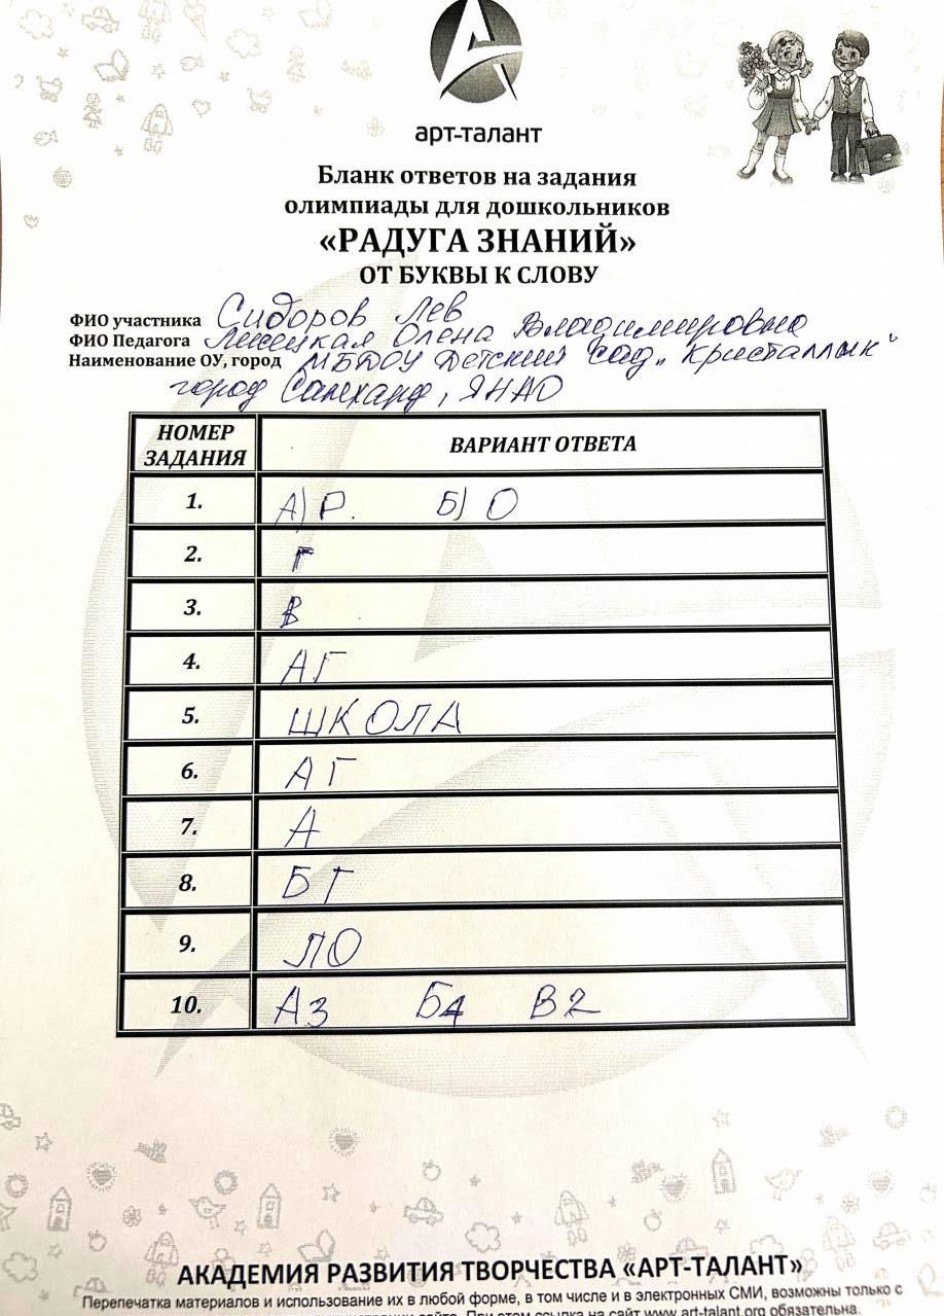 арт-талант
Бланк ответов на задания
олимпиады для дошкольников
«РАДУГА ЗНАНИЙ»
ОТ БУКВЫ К СЛОВУ
ФИО участника Сидоров Лев
ФИО Педагога Олена Владимировна
Наименование ОУ, город МБДОУ Детский сад „Кристаллик“
город Салехард, ЯНАО
НОМЕР ЗАДАНИЯ ВАРИАНТ ОТВЕТА
1. А) Р. Б) О
2. Г
3. В
4. АГ
5. ШКОЛА
6. АГ
7. А
8. БГ
9. ЛО
10. А3 Б4 В2
АКАДЕМИЯ РАЗВИТИЯ ТВОРЧЕСТВА «АРТ-ТАЛАНТ»
Перепечатка материалов и использование их в любой форме, в том числе и в электронных СМИ, возможны только с
При этом ссылка на сайт www.art-talant.org обязательна